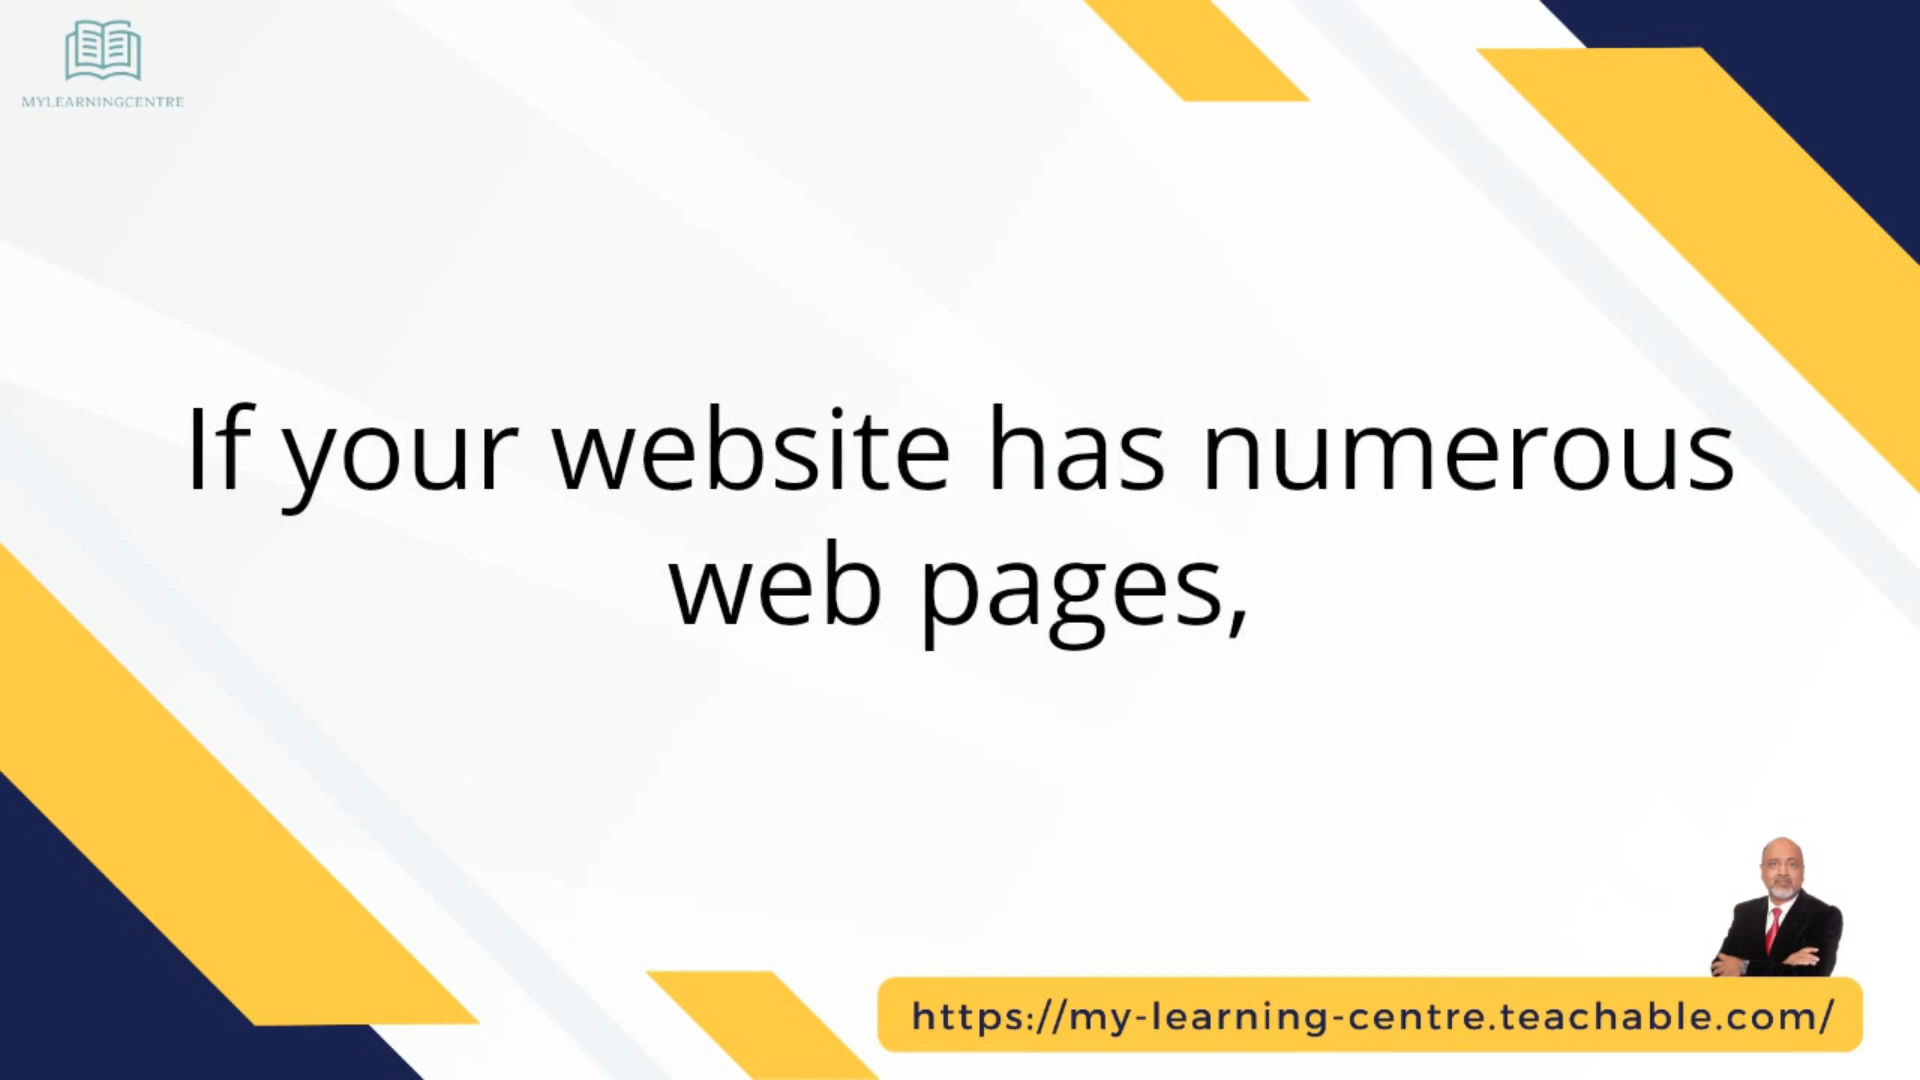 MYLEARNINGCENTRE
If your website has numerous
web pages,
https://my-learning-centre.teachable.com/